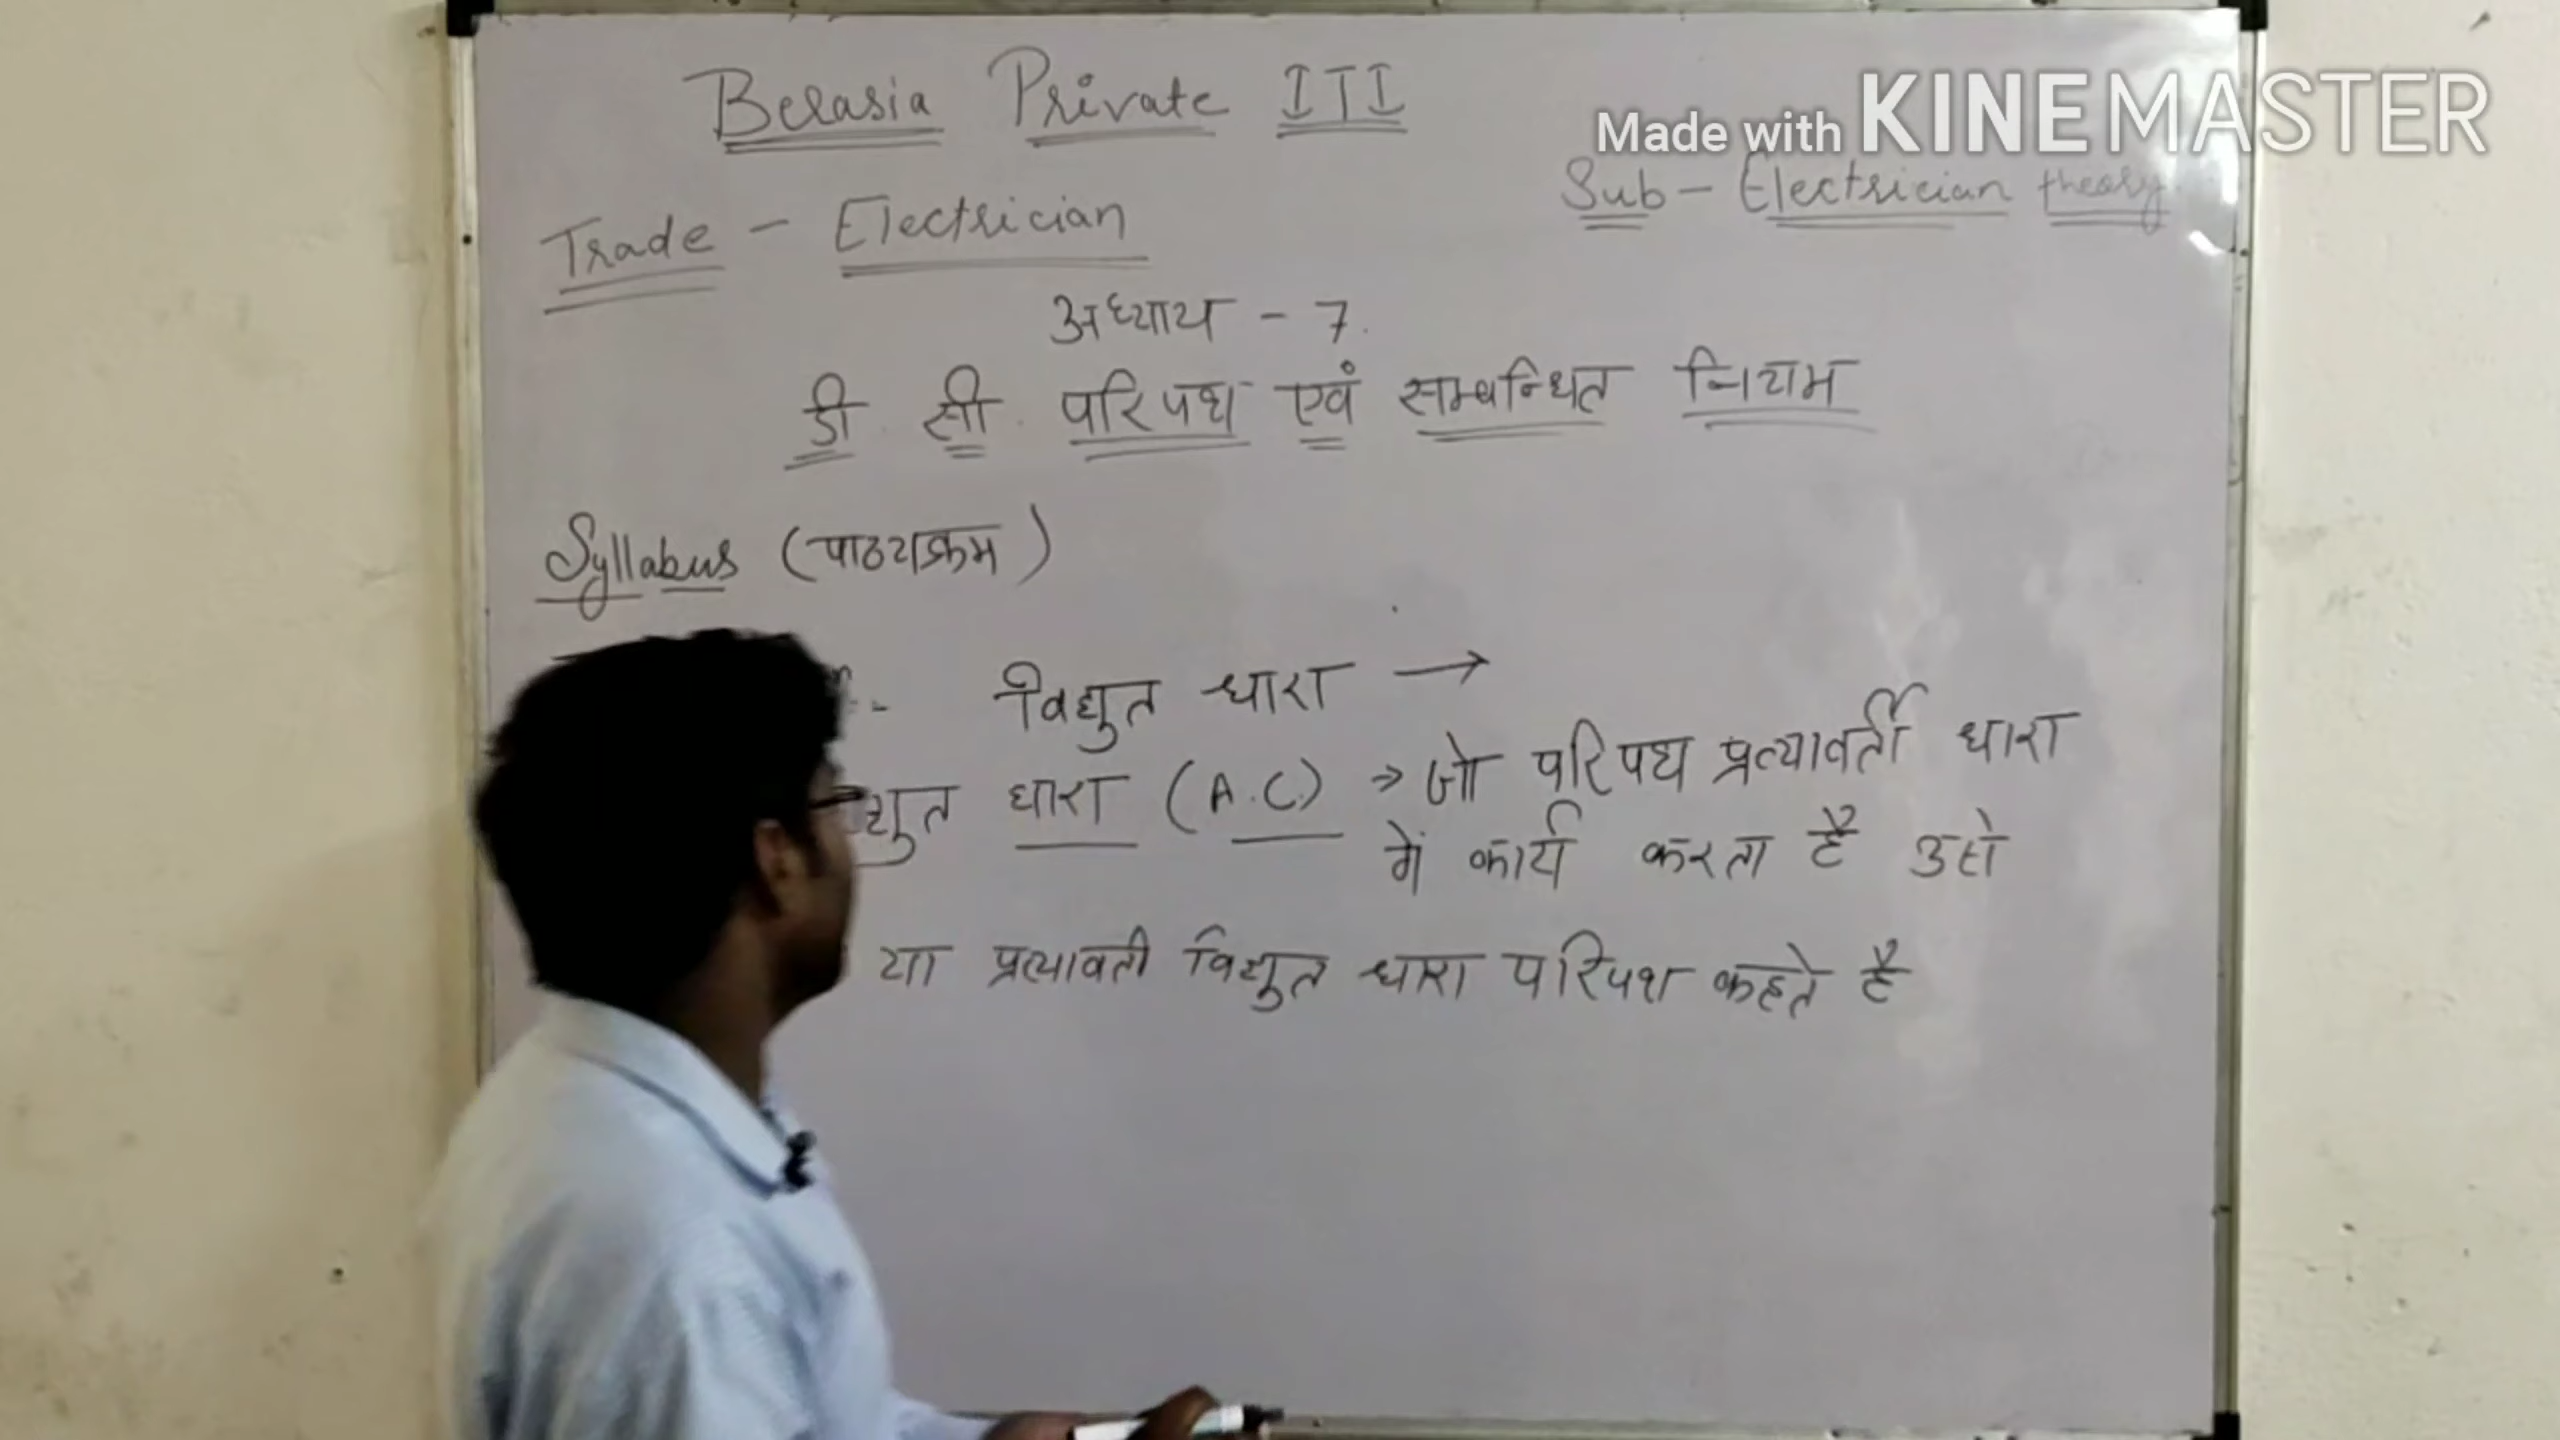 Berasia Private ITI
Made with KINEMASTER
Sub - Electrician theory
Trade - Electrician
अध्याय - 7.
डी. सी. परिपथ एवं सम्बन्धित नियम
Syllabus (पाठ्यक्रम)
विद्युत धारा →
धारा (A.C.) ⇒ जो परिपथ प्रत्यावर्ती धारा
में कार्य करता है उसे
या प्रत्यावर्ती विद्युत धारा परिपथ कहते है